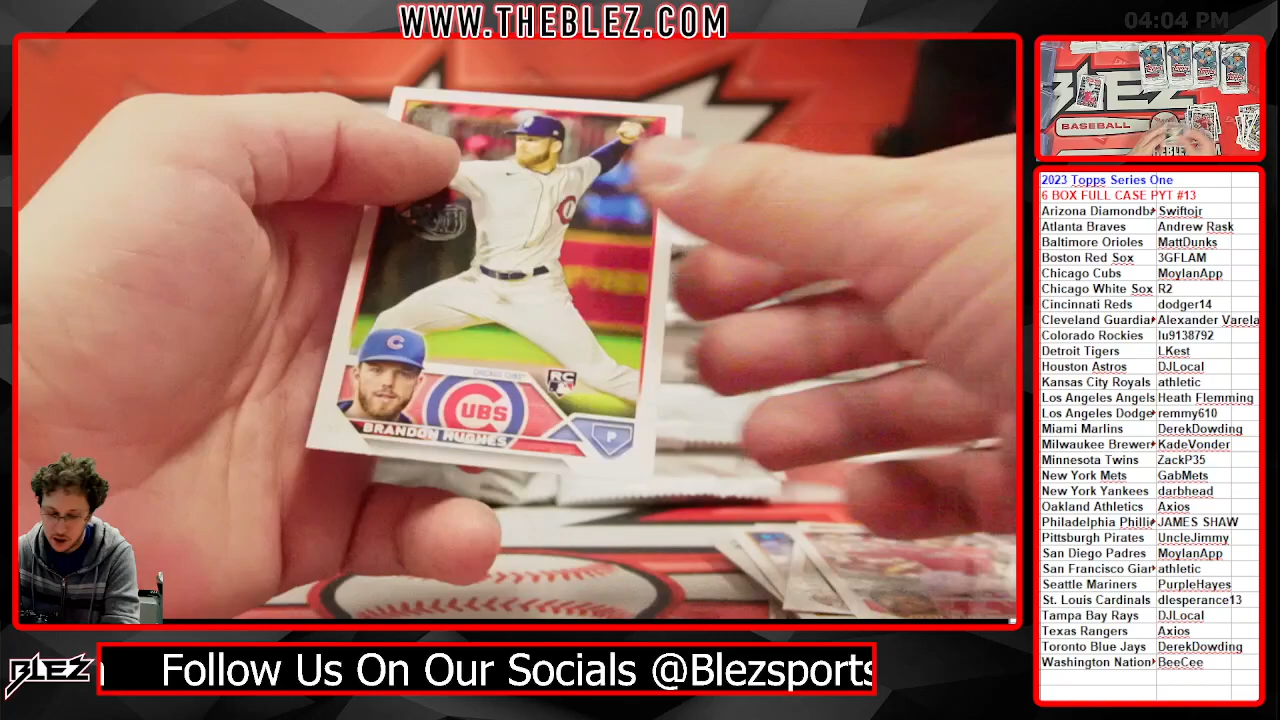 WWW.THEBLEZ.COM
04:04 PM
BLEZ
BASEBALL
CHICAGO CUBS
RC
CUBS
BRANDON HUGHES
P
C
2023 Topps Series One
6 BOX FULL CASE PYT #13
Arizona Diamondba Swiftojr
Atlanta Braves Andrew Rask
Baltimore Orioles MattDunks
Boston Red Sox 3GFLAM
Chicago Cubs MoylanApp
Chicago White Sox R2
Cincinnati Reds dodger14
Cleveland Guardia Alexander Varela
Colorado Rockies lu9138792
Detroit Tigers LKest
Houston Astros DJLocal
Kansas City Royals athletic
Los Angeles Angels Heath Flemming
Los Angeles Dodge remmy610
Miami Marlins DerekDowding
Milwaukee Brewer KadeVonder
Minnesota Twins ZackP35
New York Mets GabMets
New York Yankees darbhead
Oakland Athletics Axios
Philadelphia Philli JAMES SHAW
Pittsburgh Pirates UncleJimmy
San Diego Padres MoylanApp
San Francisco Gian athletic
Seattle Mariners PurpleHayes
St. Louis Cardinals dlesperance13
Tampa Bay Rays DJLocal
Texas Rangers Axios
Toronto Blue Jays DerekDowding
Washington Nation BeeCee
BLEZ
Follow Us On Our Socials @Blezsports